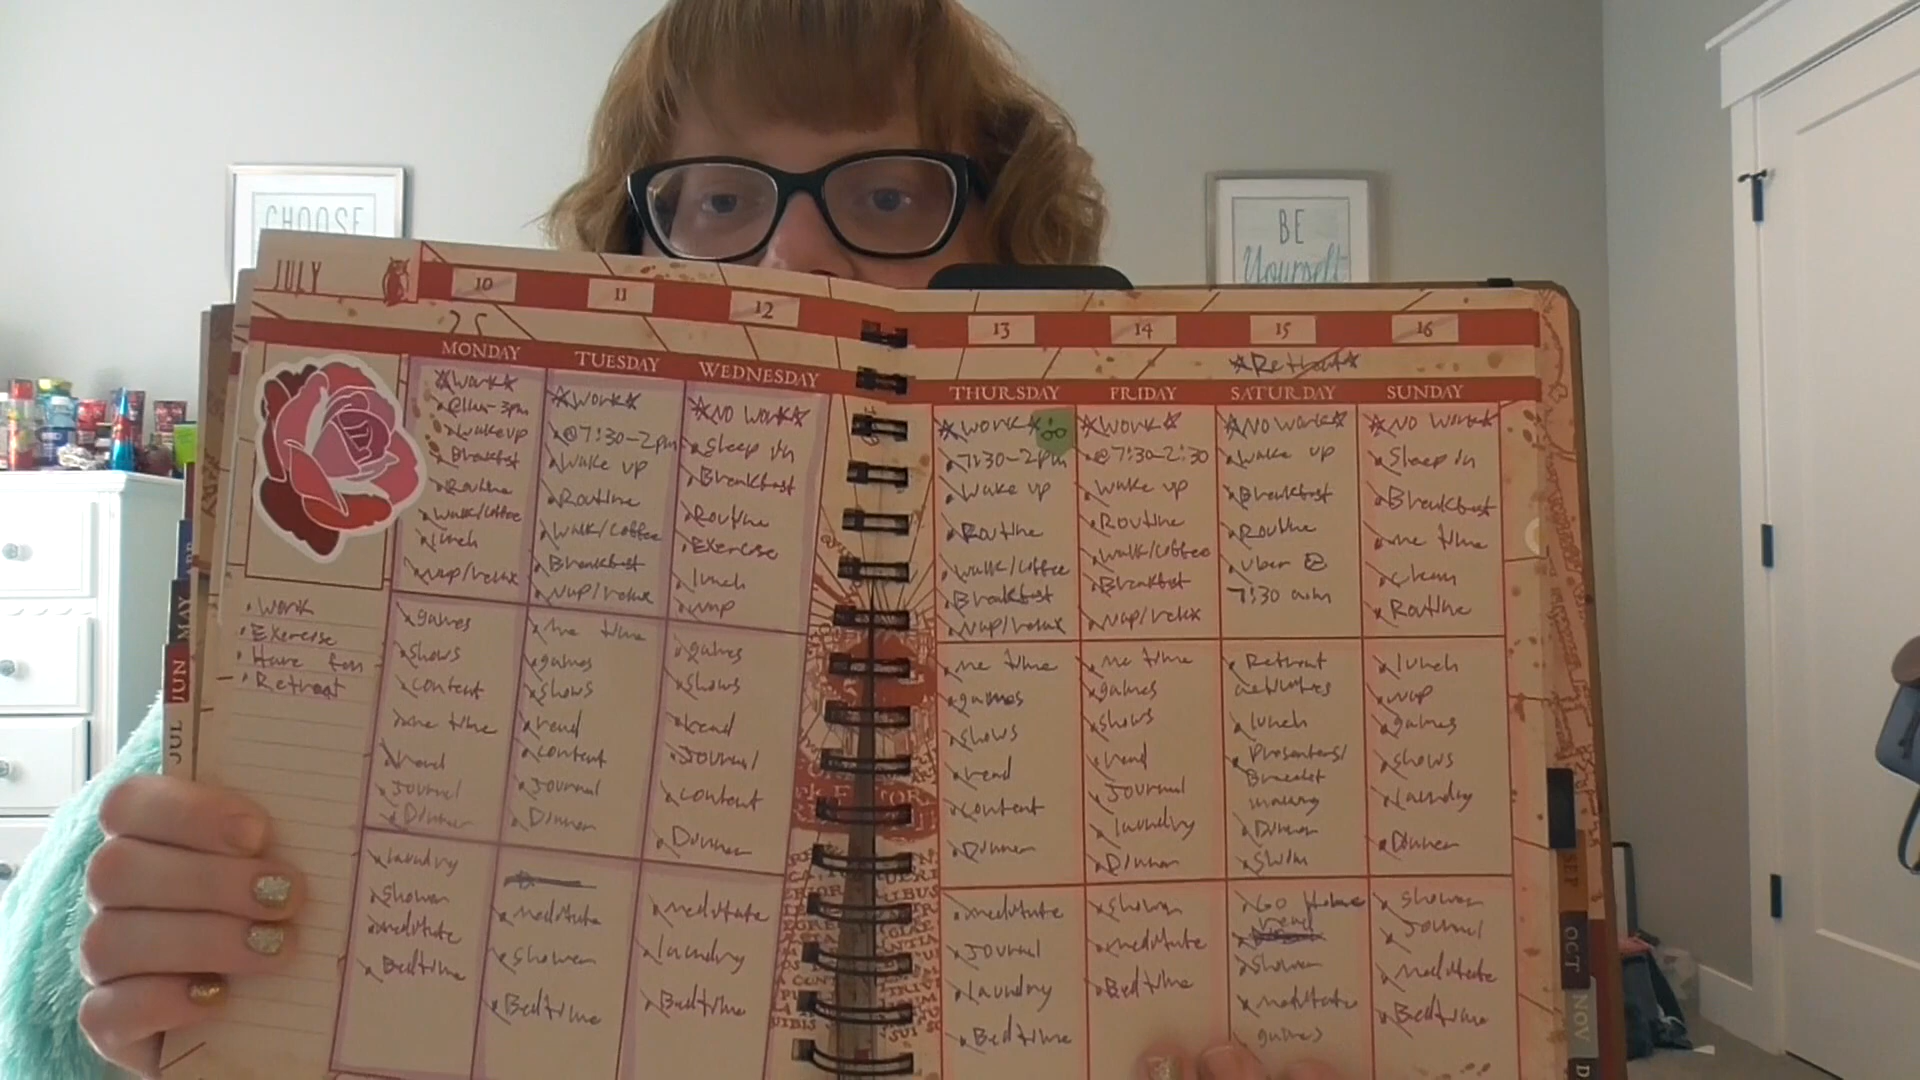 CHOOSE
BE
Yourself
JULY
10
11
12
MONDAY
TUESDAY
WEDNESDAY
*Work*
@11am-3pm
Wake up
Breakfast
Routine
Walk/Coffee
lunch
Nap/relax
games
shows
content
me time
read
Journal
Dinner
laundry
Shower
meditate
Bedtime
*Work*
@7:30-2pm
Wake up
Routine
Walk/Coffee
Breakfast
Nap/relax
me time
games
shows
read
content
Journal
Dinner
meditate
Shower
Bedtime
*NO Work*
Sleep in
Breakfast
Routine
Exercise
lunch
nap
games
shows
read
Journal
content
Dinner
meditate
laundry
Bedtime
• Work
• Exercise
• Have fun
• Retreat
13
14
15
16
*Retreat*
THURSDAY
FRIDAY
SATURDAY
SUNDAY
*Work*
7:30-2pm
Wake up
Routine
Walk/Coffee
Breakfast
Nap/relax
me time
games
shows
read
content
Dinner
meditate
Journal
laundry
Bedtime
*Work*
@7:30-2:30
Wake up
Routine
Walk/Coffee
Breakfast
Nap/relax
me time
games
shows
read
Journal
laundry
Dinner
Shower
meditate
Bedtime
*NO Work*
Wake up
Breakfast
Routine
Uber @
7:30 a.m
Retreat
activities
lunch
Presenters/
Bracelet
making
Dinner
Swim
Go Home
read
Shower
meditate
games
*NO Work*
Sleep in
Breakfast
me time
clean
Routine
lunch
nap
games
shows
laundry
Dinner
Shower
Journal
meditate
Bedtime
MAY
JUN
JUL
OCT
NOV
D